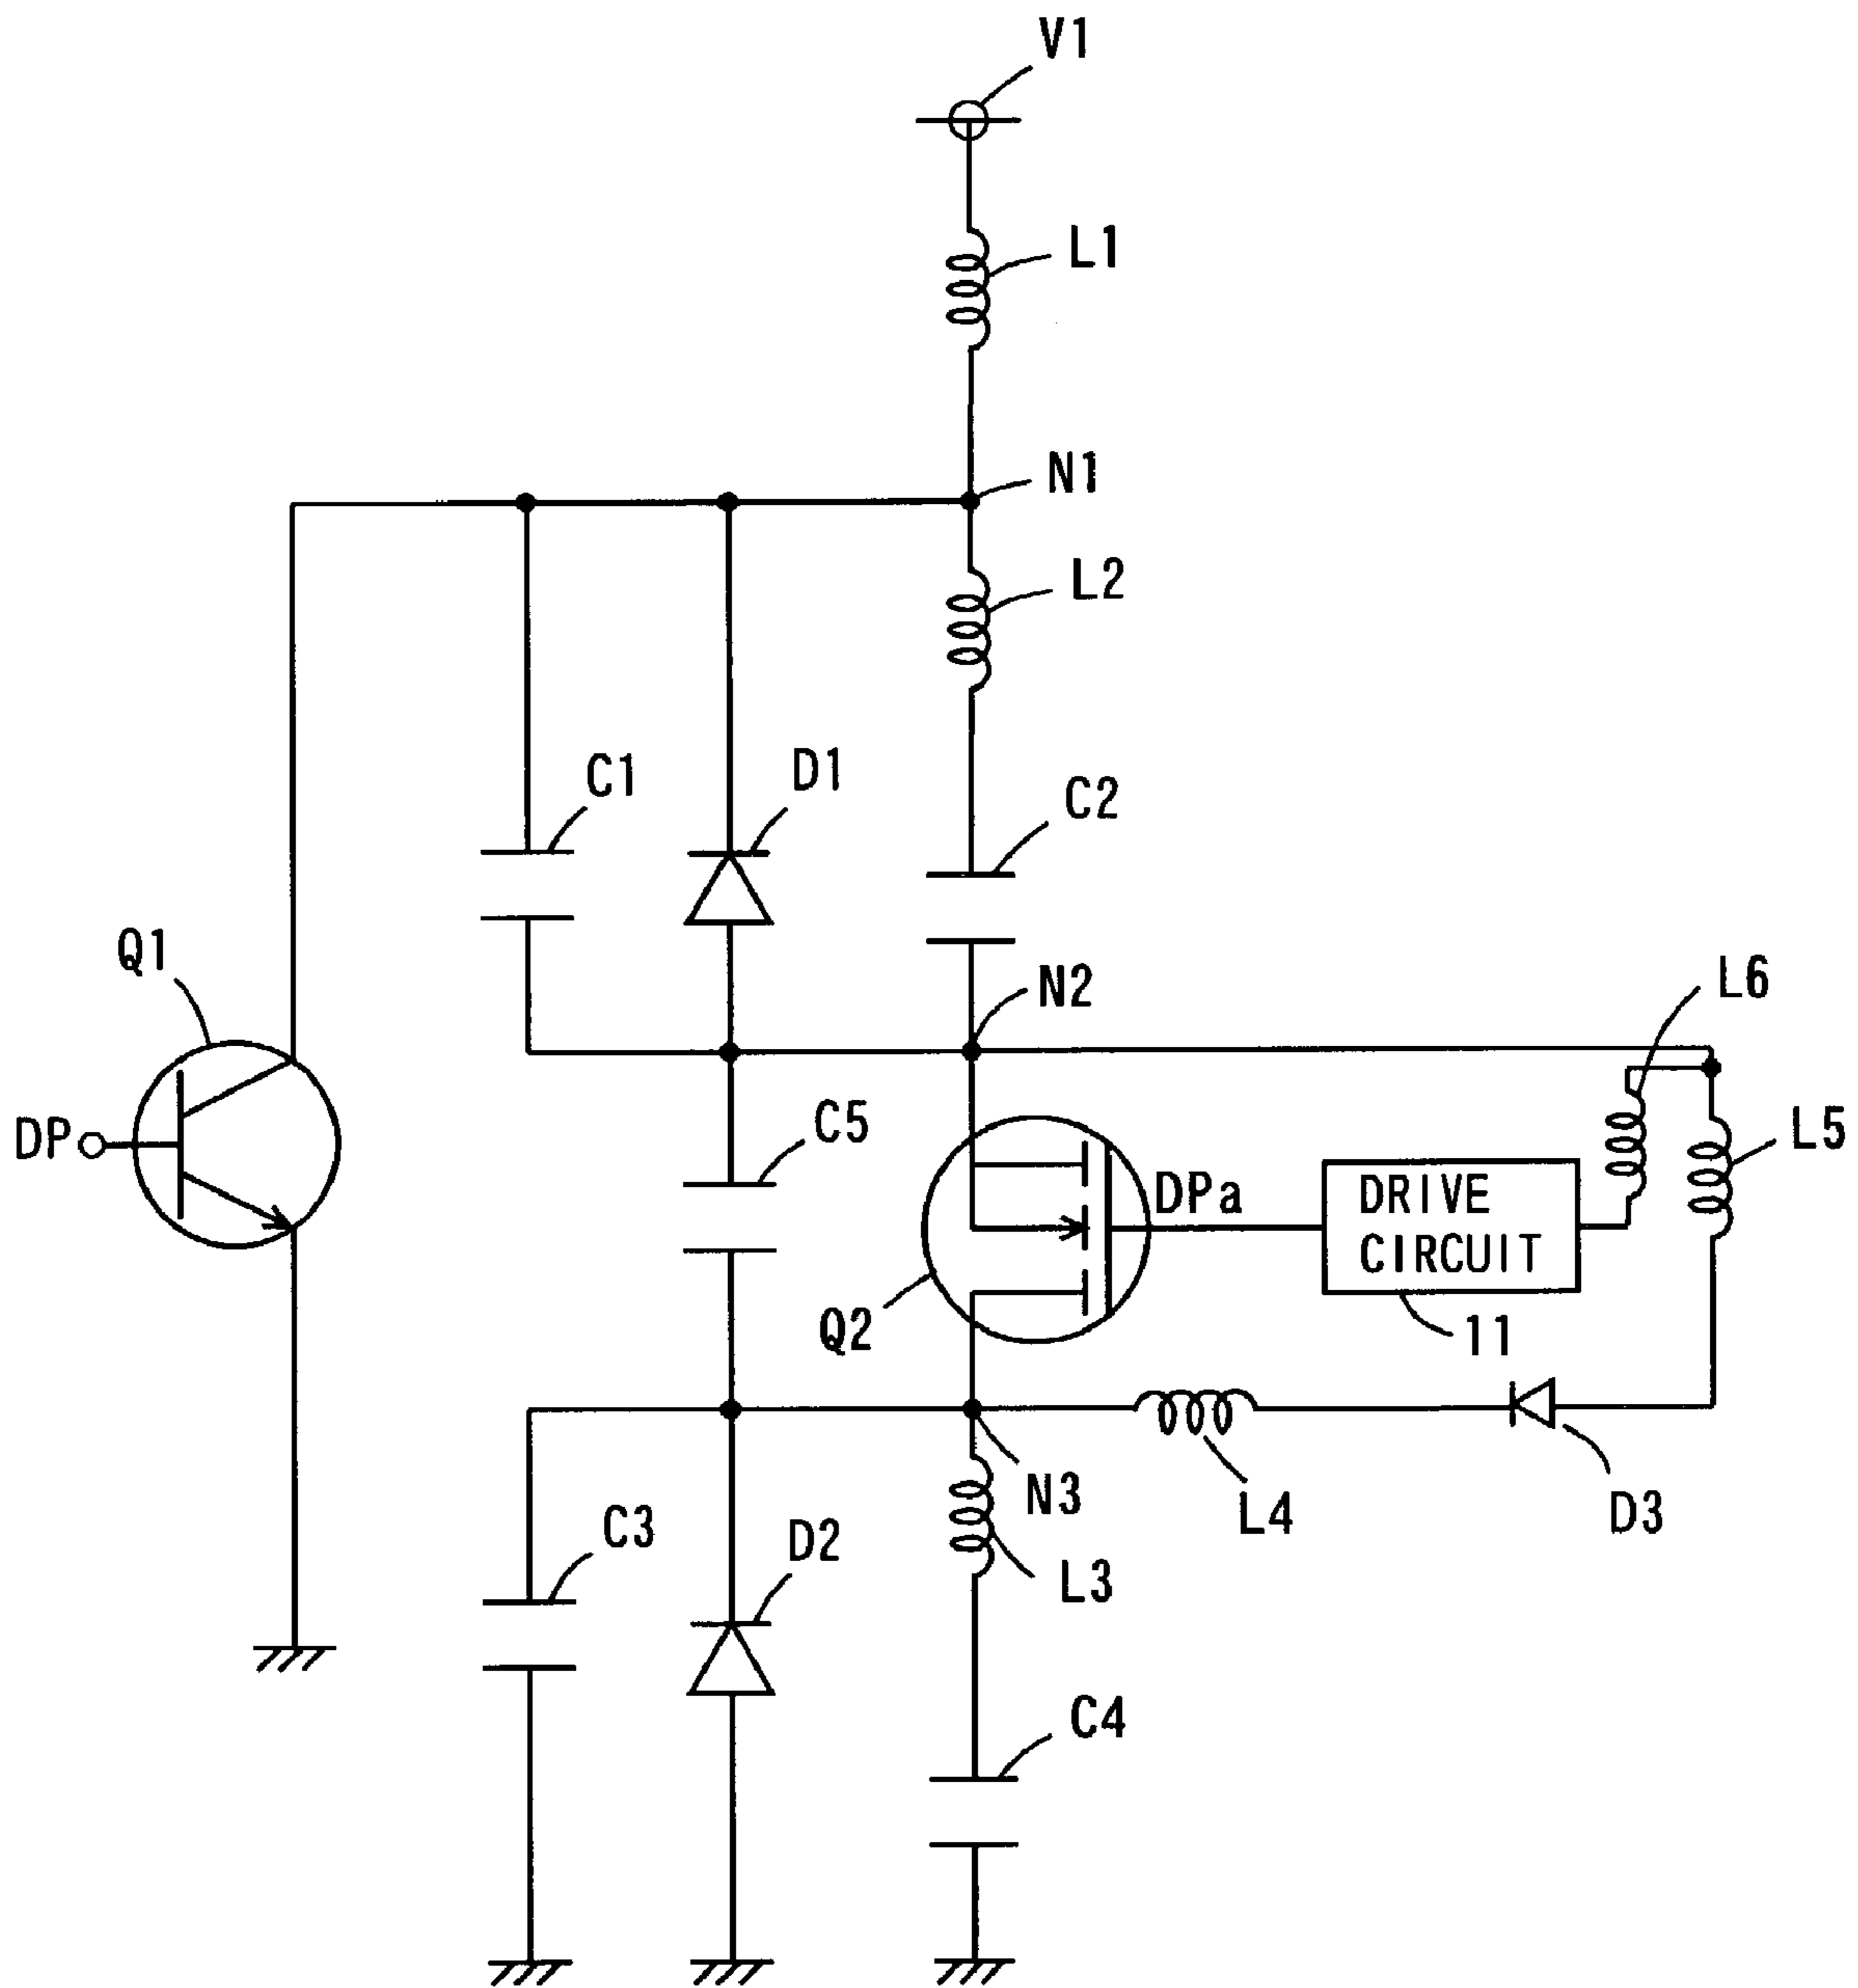 V1
L1
N1
L2
C1
D1
C2
Q1
N2
L6
DP
C5
L5
DPa
DRIVE
CIRCUIT
Q2
11
N3
L4
D3
C3
D2
L3
C4